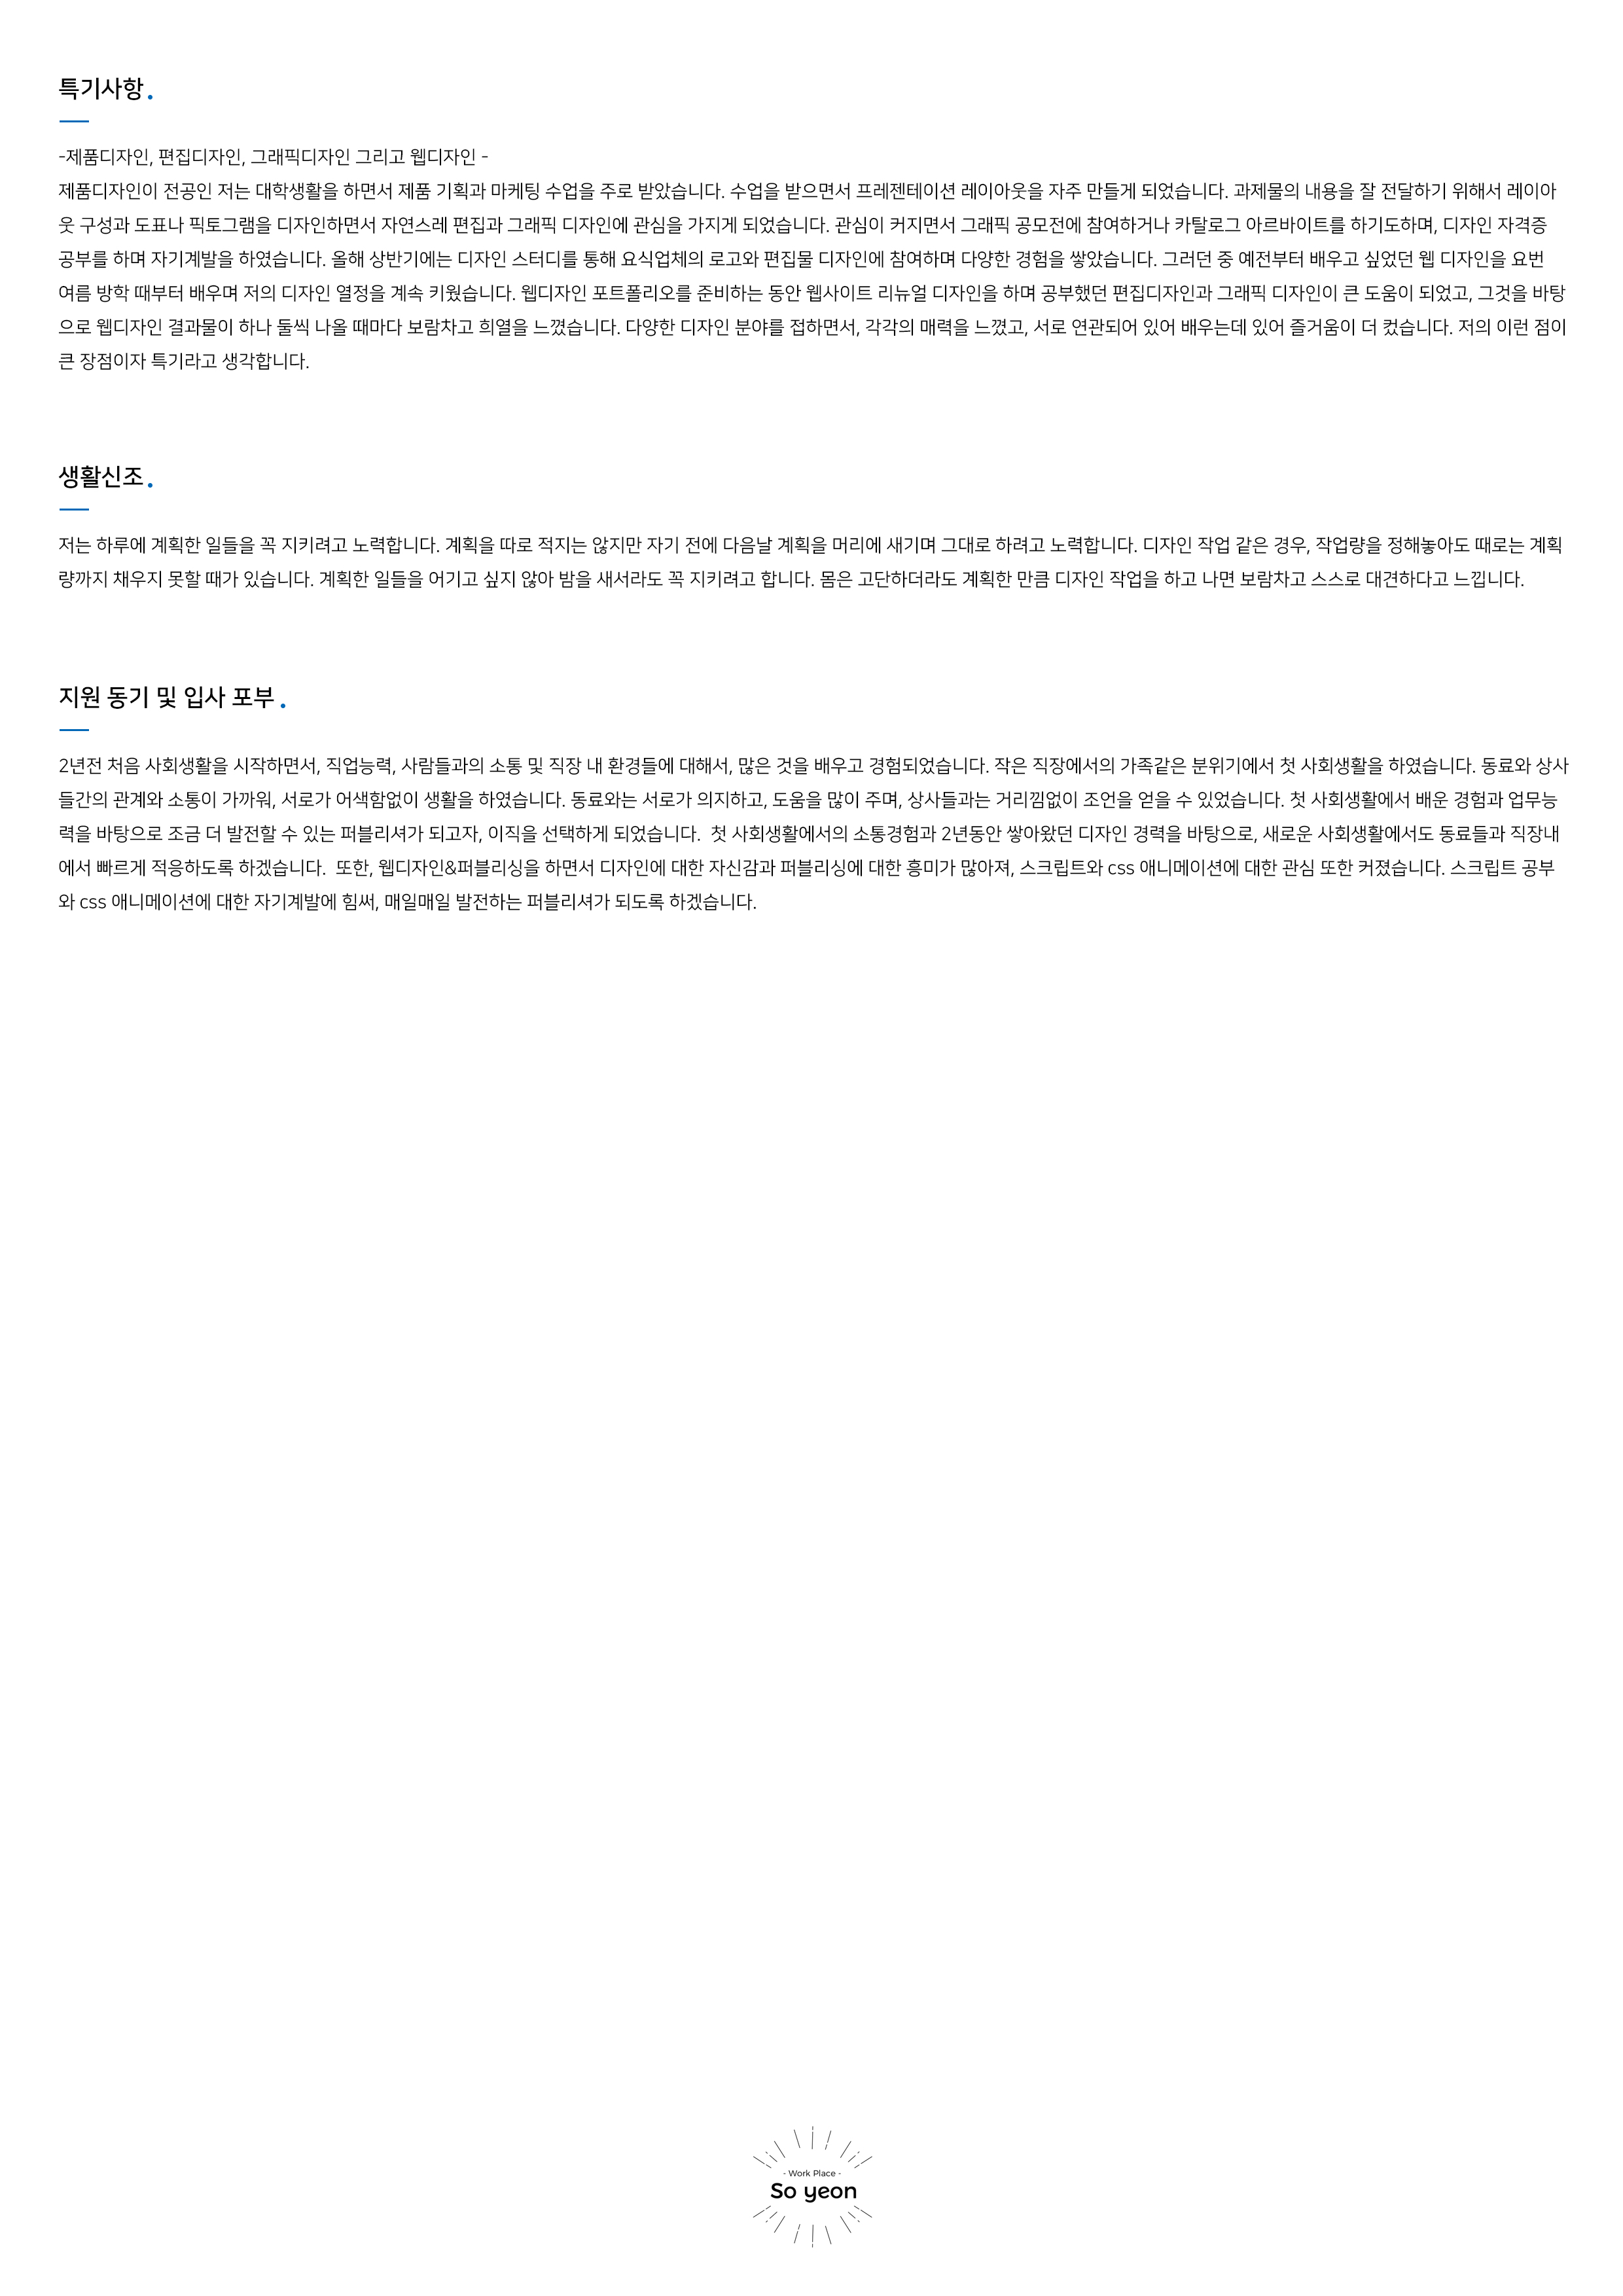 특기사항.
-제품디자인, 편집디자인, 그래픽디자인 그리고 웹디자인 -
제품디자인이 전공인 저는 대학생활을 하면서 제품 기획과 마케팅 수업을 주로 받았습니다. 수업을 받으면서 프레젠테이션 레이아웃을 자주 만들게 되었습니다. 과제물의 내용을 잘 전달하기 위해서 레이아
웃 구성과 도표나 픽토그램을 디자인하면서 자연스레 편집과 그래픽 디자인에 관심을 가지게 되었습니다. 관심이 커지면서 그래픽 공모전에 참여하거나 카탈로그 아르바이트를 하기도하며, 디자인 자격증
공부를 하며 자기계발을 하였습니다. 올해 상반기에는 디자인 스터디를 통해 요식업체의 로고와 편집물 디자인에 참여하며 다양한 경험을 쌓았습니다. 그러던 중 예전부터 배우고 싶었던 웹 디자인을 요번
여름 방학 때부터 배우며 저의 디자인 열정을 계속 키웠습니다. 웹디자인 포트폴리오를 준비하는 동안 웹사이트 리뉴얼 디자인을 하며 공부했던 편집디자인과 그래픽 디자인이 큰 도움이 되었고, 그것을 바탕
으로 웹디자인 결과물이 하나 둘씩 나올 때마다 보람차고 희열을 느꼈습니다. 다양한 디자인 분야를 접하면서, 각각의 매력을 느꼈고, 서로 연관되어 있어 배우는데 있어 즐거움이 더 컸습니다. 저의 이런 점이
큰 장점이자 특기라고 생각합니다.
생활신조.
저는 하루에 계획한 일들을 꼭 지키려고 노력합니다. 계획을 따로 적지는 않지만 자기 전에 다음날 계획을 머리에 새기며 그대로 하려고 노력합니다. 디자인 작업 같은 경우, 작업량을 정해놓아도 때로는 계획
량까지 채우지 못할 때가 있습니다. 계획한 일들을 어기고 싶지 않아 밤을 새서라도 꼭 지키려고 합니다. 몸은 고단하더라도 계획한 만큼 디자인 작업을 하고 나면 보람차고 스스로 대견하다고 느낍니다.
지원 동기 및 입사 포부.
2년전 처음 사회생활을 시작하면서, 직업능력, 사람들과의 소통 및 직장 내 환경들에 대해서, 많은 것을 배우고 경험되었습니다. 작은 직장에서의 가족같은 분위기에서 첫 사회생활을 하였습니다. 동료와 상사
들간의 관계와 소통이 가까워, 서로가 어색함없이 생활을 하였습니다. 동료와는 서로가 의지하고, 도움을 많이 주며, 상사들과는 거리낌없이 조언을 얻을 수 있었습니다. 첫 사회생활에서 배운 경험과 업무능
력을 바탕으로 조금 더 발전할 수 있는 퍼블리셔가 되고자, 이직을 선택하게 되었습니다.  첫 사회생활에서의 소통경험과 2년동안 쌓아왔던 디자인 경력을 바탕으로, 새로운 사회생활에서도 동료들과 직장내
에서 빠르게 적응하도록 하겠습니다.  또한, 웹디자인&퍼블리싱을 하면서 디자인에 대한 자신감과 퍼블리싱에 대한 흥미가 많아져, 스크립트와 css 애니메이션에 대한 관심 또한 커졌습니다. 스크립트 공부
와 css 애니메이션에 대한 자기계발에 힘써, 매일매일 발전하는 퍼블리셔가 되도록 하겠습니다.
- Work Place -
So yeon